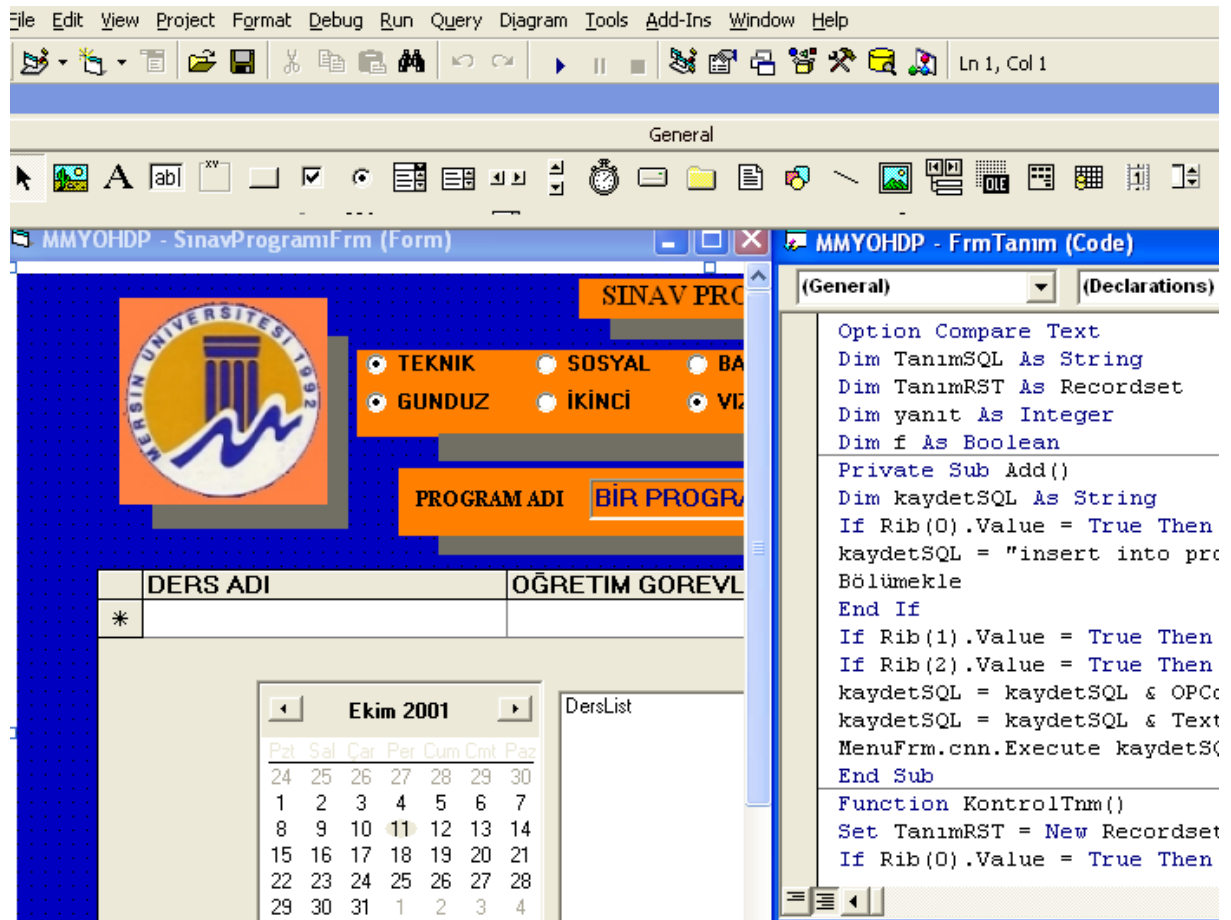 File Edit View Project Format Debug Run Query Diagram Tools Add-Ins Window Help
Ln 1, Col 1
General
MMYOHDP - SınavProgramıFrm (Form)
MERSIN ÜNIVERSITESI 1992
SINAV PRO
TEKNIK SOSYAL BA
GUNDUZ İKİNCİ VIZ
PROGRAM ADI BİR PROGRA
DERS ADI OĞRETIM GOREVL
Ekim 2001
Pzt Sal Çar Per Cum Cmt Paz
24 25 26 27 28 29 30
1 2 3 4 5 6 7
8 9 10 11 12 13 14
15 16 17 18 19 20 21
22 23 24 25 26 27 28
29 30 31 1 2 3 4
DersList
MMYOHDP - FrmTanım (Code)
(General) (Declarations)
Option Compare Text
Dim TanımSQL As String
Dim TanımRST As Recordset
Dim yanıt As Integer
Dim f As Boolean
Private Sub Add()
Dim kaydetSQL As String
If Rib(0).Value = True Then
kaydetSQL = "insert into pro
Bölümekle
End If
If Rib(1).Value = True Then
If Rib(2).Value = True Then
kaydetSQL = kaydetSQL & OPCo
kaydetSQL = kaydetSQL & Text
MenuFrm.cnn.Execute kaydetSQ
End Sub
Function KontrolTnm()
Set TanımRST = New Recordset
If Rib(0).Value = True Then